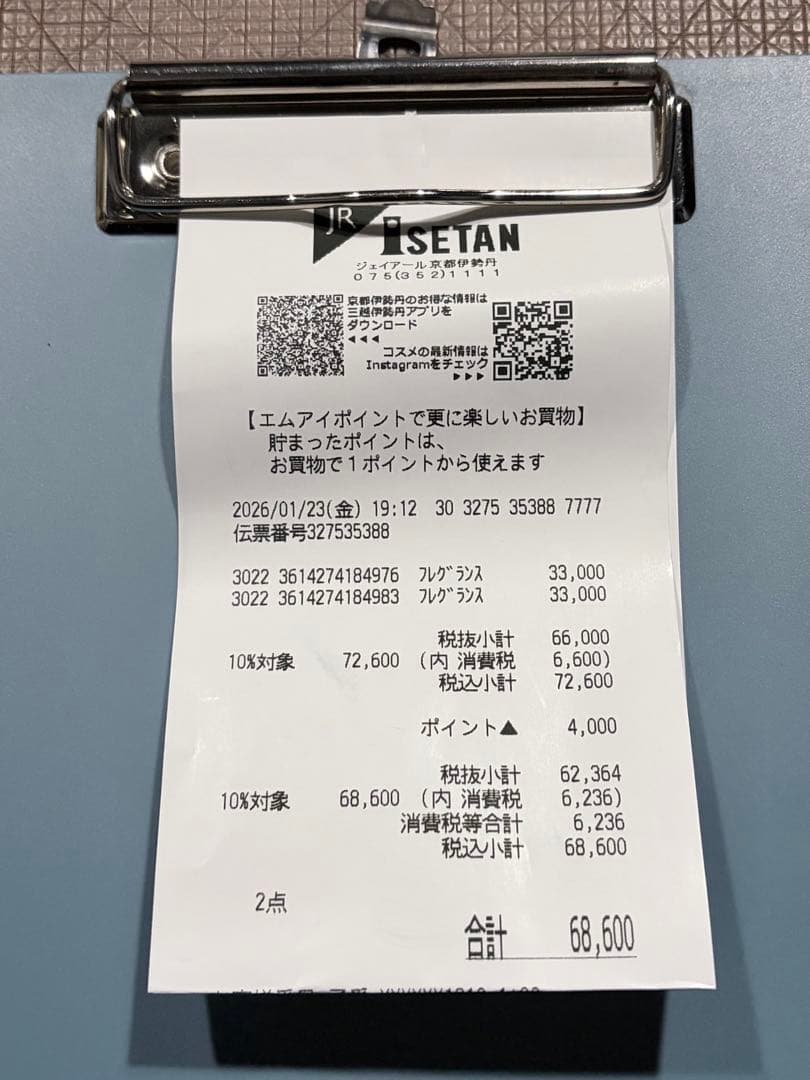 JR ISETAN
ジェイアール京都伊勢丹
075(352)1111
京都伊勢丹のお得な情報は
三越伊勢丹アプリを
ダウンロード
◀◀◀
コスメの最新情報は
Instagramをチェック
▶▶▶
【エムアイポイントで更に楽しいお買物】
貯まったポイントは、
お買物で1ポイントから使えます
2026/01/23(金) 19:12 30 3275 35388 7777
伝票番号327535388
3022 3614274184976 フレグランス 33,000
3022 3614274184983 フレグランス 33,000
税抜小計 66,000
10%対象 72,600 (内 消費税 6,600)
税込小計 72,600
ポイント▲ 4,000
税抜小計 62,364
10%対象 68,600 (内 消費税 6,236)
消費税等合計 6,236
税込小計 68,600
2点
合計 68,600